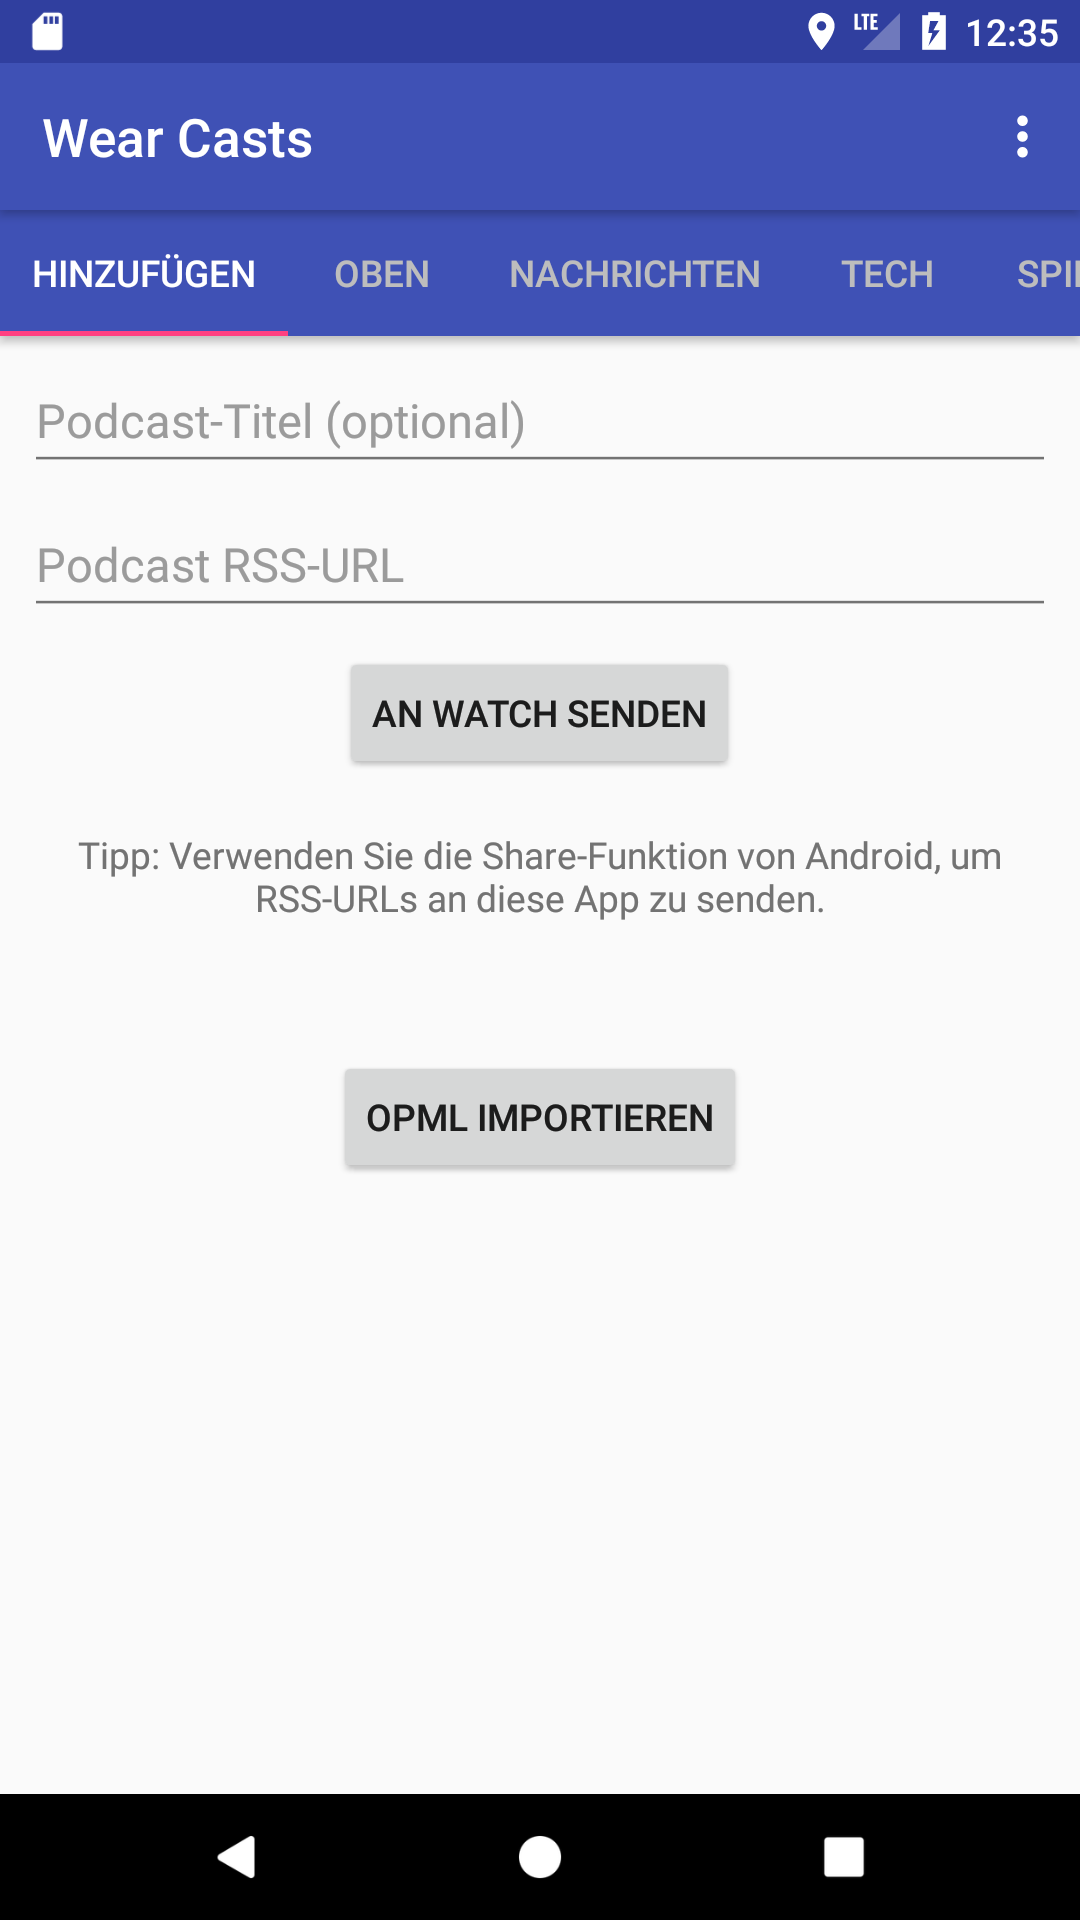 LTE 12:35
Wear Casts
HINZUFÜGEN OBEN NACHRICHTEN TECH
Podcast-Titel (optional)
Podcast RSS-URL
AN WATCH SENDEN
Tipp: Verwenden Sie die Share-Funktion von Android, um
RSS-URLs an diese App zu senden.
OPML IMPORTIEREN